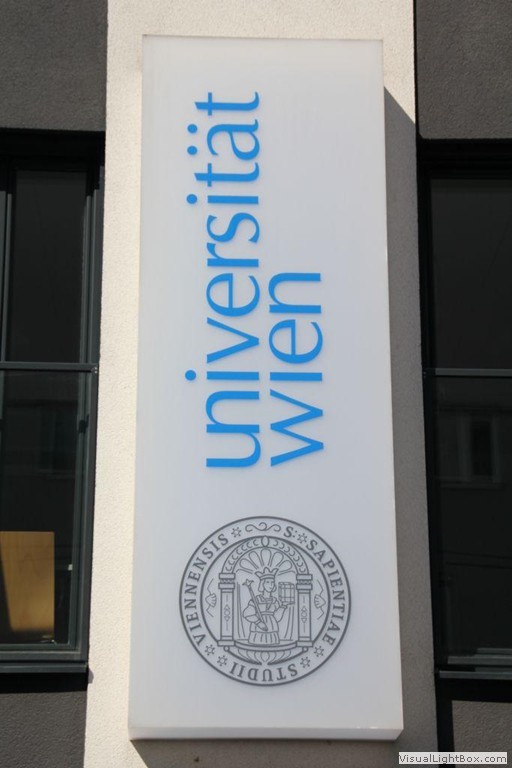 universität
wien
S: SAPIENTIAE STUDII VIENNENSIS
VisualLightBox.com